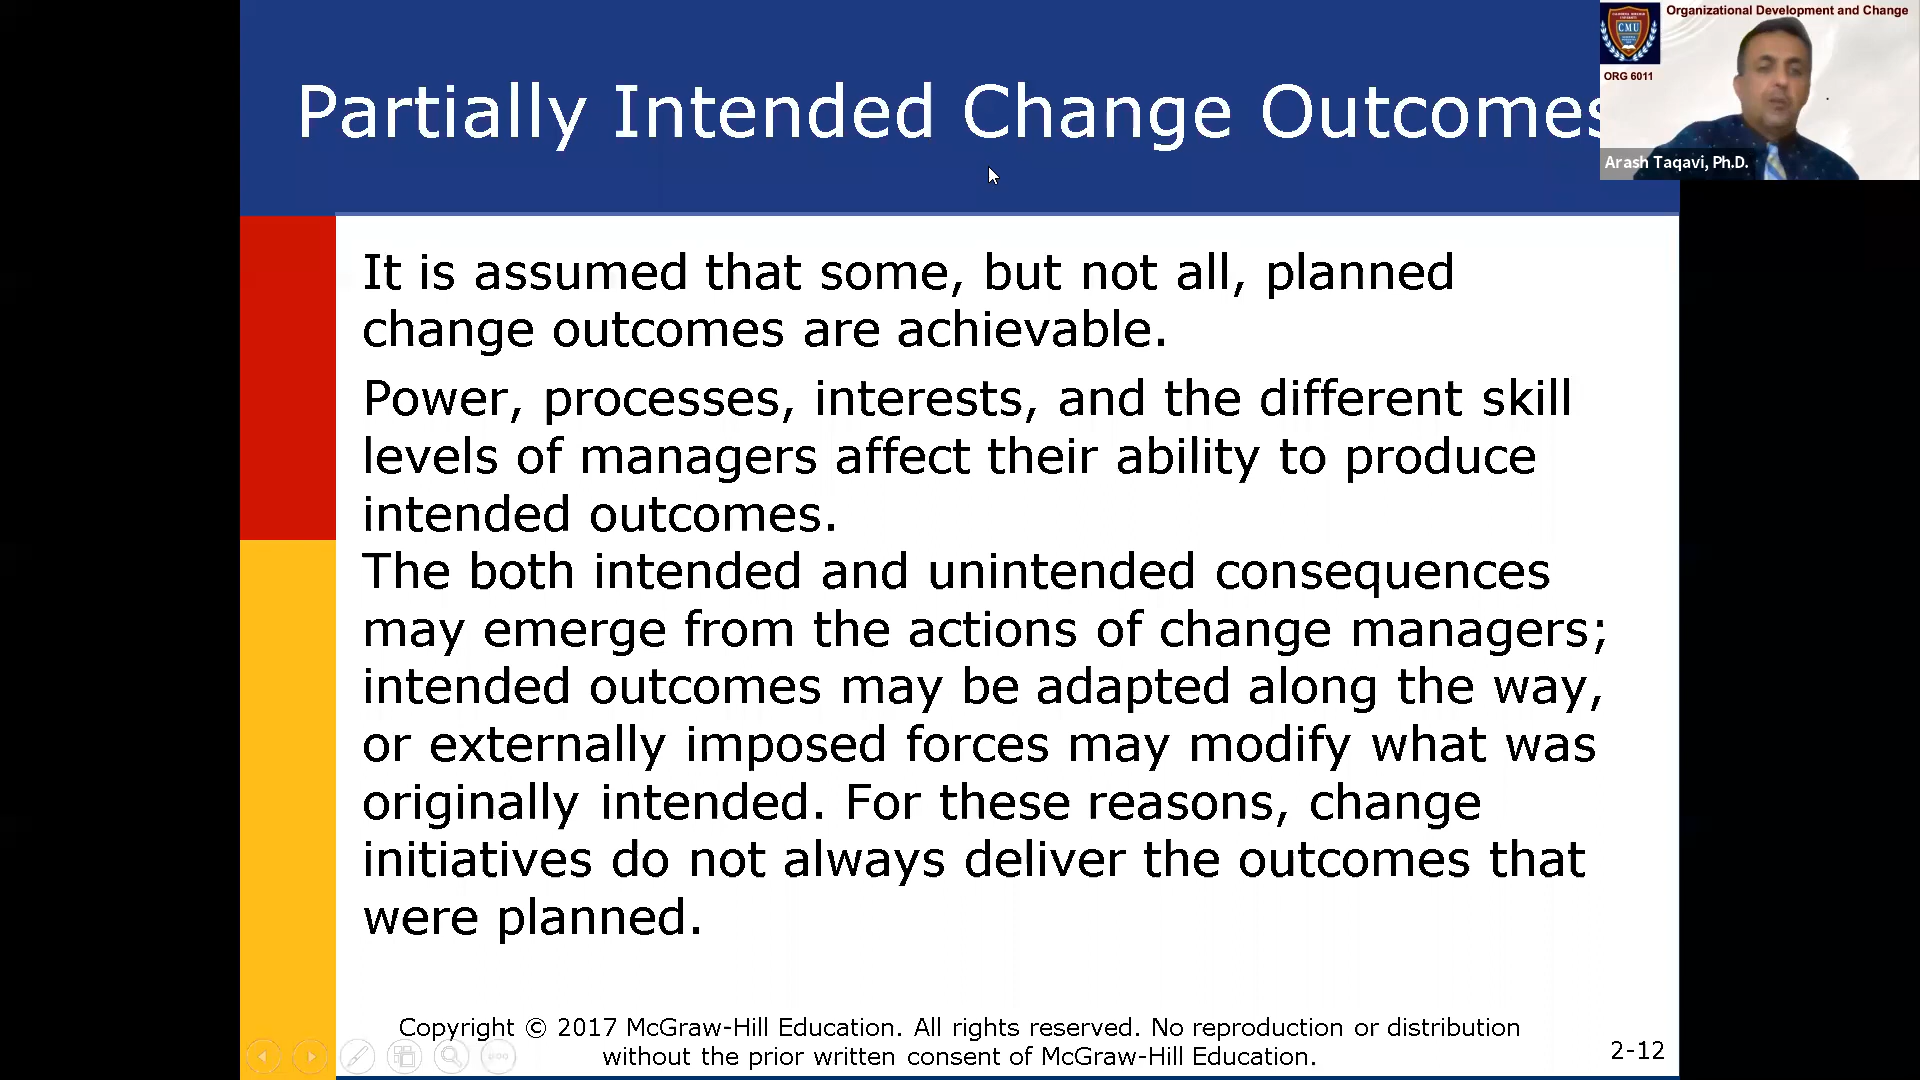 Partially Intended Change Outcomes
Organizational Development and Change
CMU
ORG 6011
Arash Taqavi, Ph.D.
It is assumed that some, but not all, planned
change outcomes are achievable.
Power, processes, interests, and the different skill
levels of managers affect their ability to produce
intended outcomes.
The both intended and unintended consequences
may emerge from the actions of change managers;
intended outcomes may be adapted along the way,
or externally imposed forces may modify what was
originally intended. For these reasons, change
initiatives do not always deliver the outcomes that
were planned.
Copyright © 2017 McGraw-Hill Education. All rights reserved. No reproduction or distribution
without the prior written consent of McGraw-Hill Education.
2-12